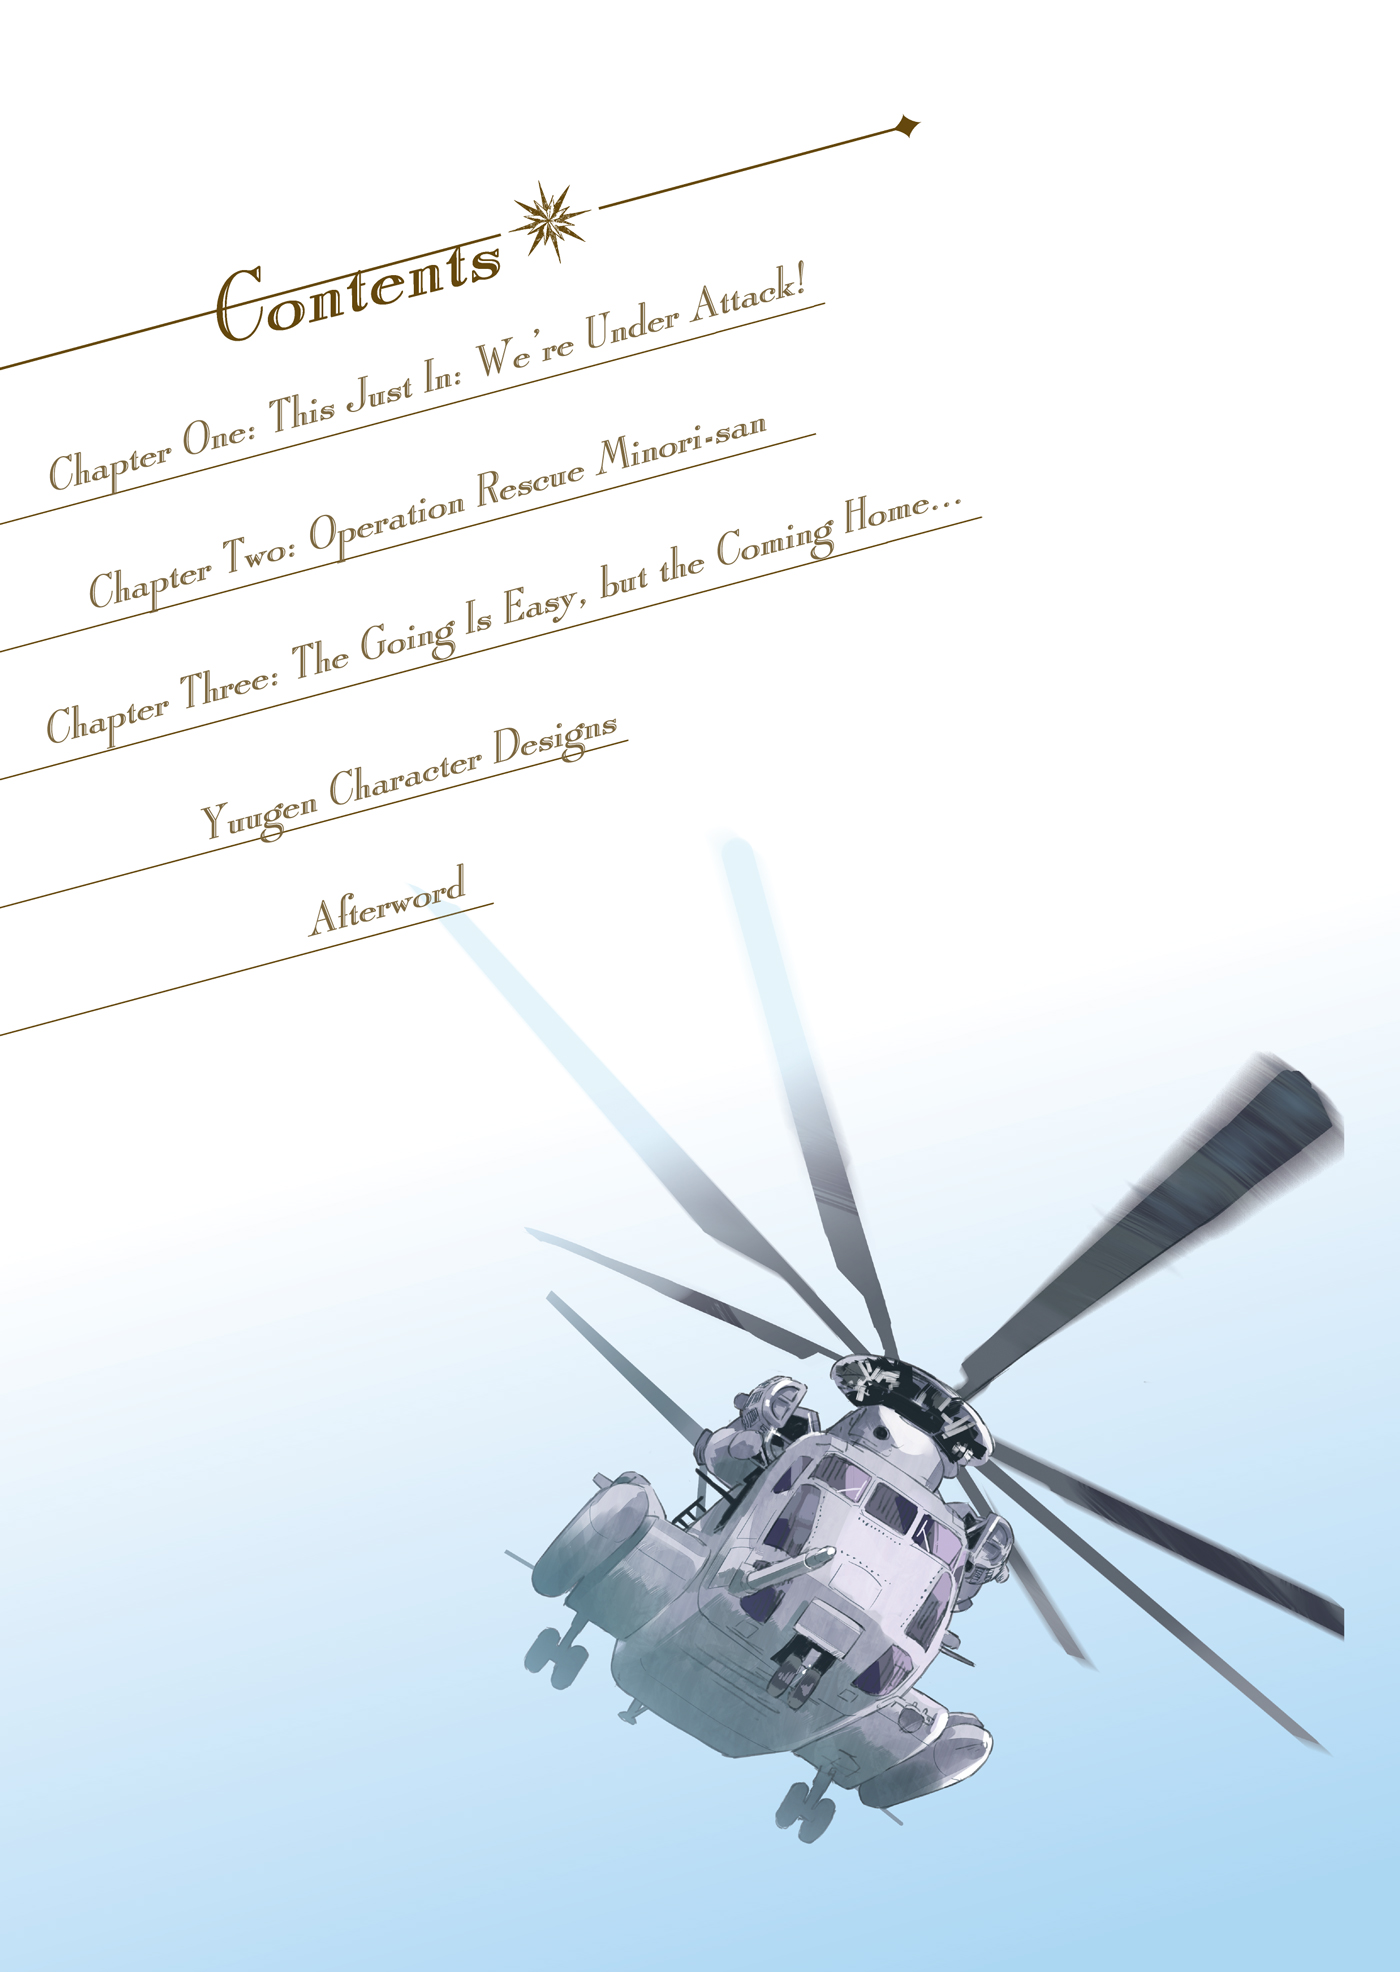 Contents
Chapter One: This Just In: We're Under Attack!
Chapter Two: Operation Rescue Minori-san
Chapter Three: The Going Is Easy, but the Coming Home...
Yuugen Character Designs
Afterword